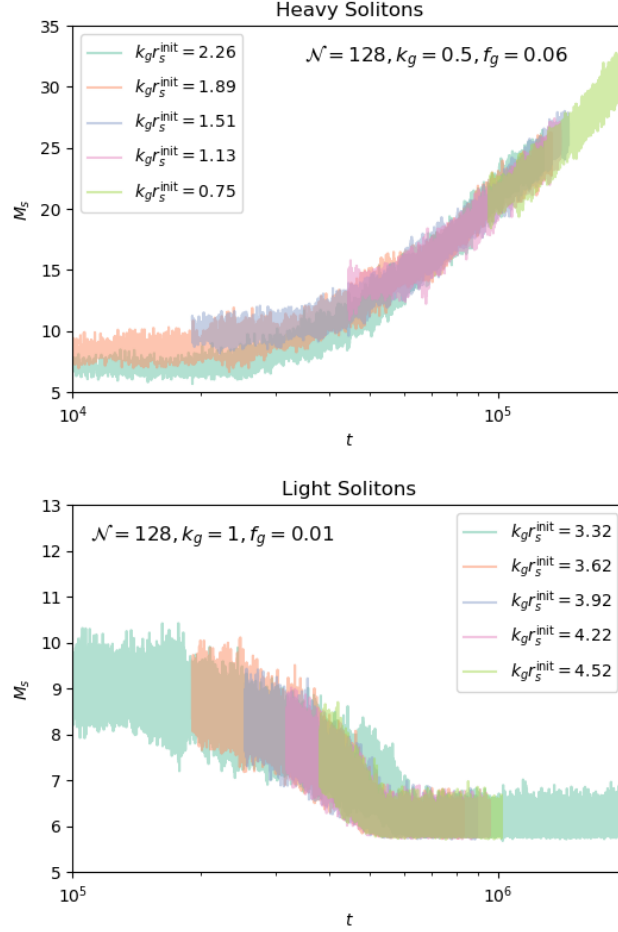 Heavy Solitons
35
30
25
20
15
10
5
M_s
𝒩 = 128, k_g = 0.5, f_g = 0.06
k_g r_s^init = 2.26
k_g r_s^init = 1.89
k_g r_s^init = 1.51
k_g r_s^init = 1.13
k_g r_s^init = 0.75
10^4
10^5
t
Light Solitons
13
12
11
10
9
8
7
6
5
M_s
𝒩 = 128, k_g = 1, f_g = 0.01
k_g r_s^init = 3.32
k_g r_s^init = 3.62
k_g r_s^init = 3.92
k_g r_s^init = 4.22
k_g r_s^init = 4.52
10^5
10^6
t